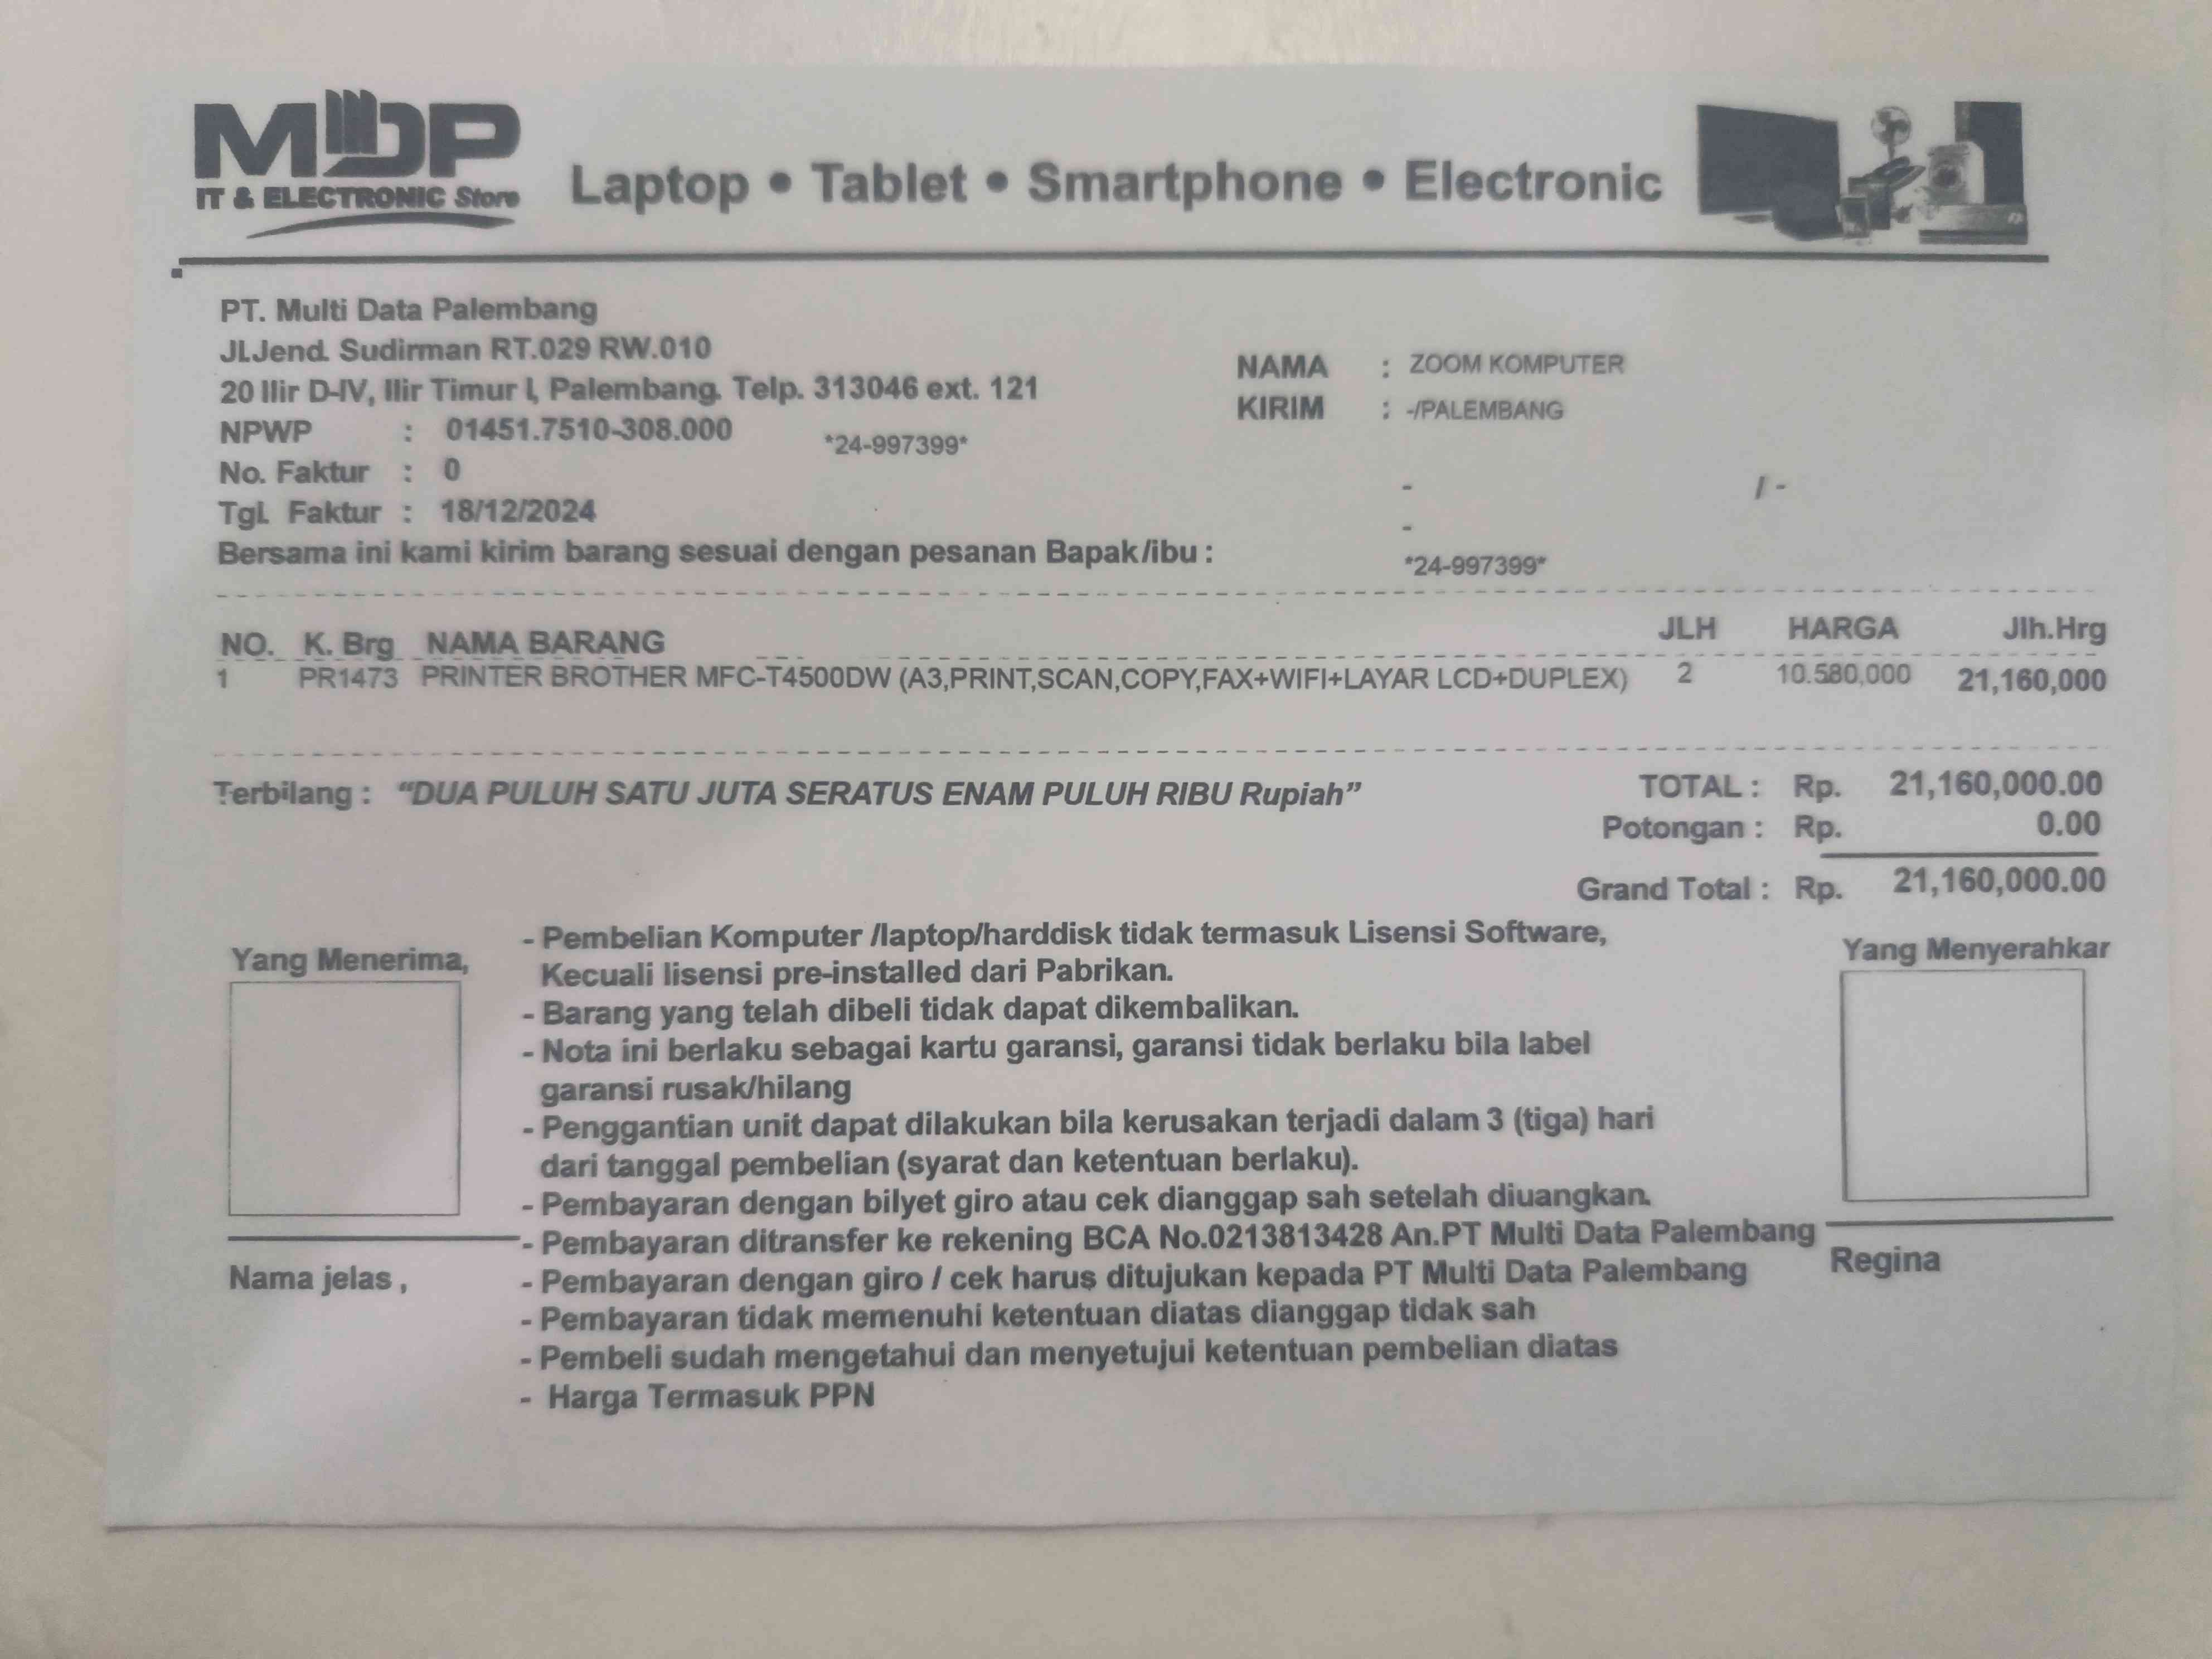 MDP
IT & ELECTRONIC Store
Laptop • Tablet • Smartphone • Electronic
PT. Multi Data Palembang
Jl.Jend. Sudirman RT.029 RW.010
20 Ilir D-IV, Ilir Timur I, Palembang. Telp. 313046 ext. 121
NPWP : 01451.7510-308.000
*24-997399*
No. Faktur : 0
Tgl. Faktur : 18/12/2024
Bersama ini kami kirim barang sesuai dengan pesanan Bapak/ibu :
NAMA : ZOOM KOMPUTER
KIRIM : -/PALEMBANG
- / -
-
*24-997399*
NO. K. Brg NAMA BARANG JLH HARGA Jlh.Hrg
1 PR1473 PRINTER BROTHER MFC-T4500DW (A3,PRINT,SCAN,COPY,FAX+WIFI+LAYAR LCD+DUPLEX) 2 10.580,000 21,160,000
Terbilang : “DUA PULUH SATU JUTA SERATUS ENAM PULUH RIBU Rupiah”
TOTAL : Rp. 21,160,000.00
Potongan : Rp. 0.00
Grand Total : Rp. 21,160,000.00
Yang Menerima,
Nama jelas ,
- Pembelian Komputer /laptop/harddisk tidak termasuk Lisensi Software,
Kecuali lisensi pre-installed dari Pabrikan.
- Barang yang telah dibeli tidak dapat dikembalikan.
- Nota ini berlaku sebagai kartu garansi, garansi tidak berlaku bila label
garansi rusak/hilang
- Penggantian unit dapat dilakukan bila kerusakan terjadi dalam 3 (tiga) hari
dari tanggal pembelian (syarat dan ketentuan berlaku).
- Pembayaran dengan bilyet giro atau cek dianggap sah setelah diuangkan.
- Pembayaran ditransfer ke rekening BCA No.0213813428 An.PT Multi Data Palembang
- Pembayaran dengan giro / cek harus ditujukan kepada PT Multi Data Palembang
- Pembayaran tidak memenuhi ketentuan diatas dianggap tidak sah
- Pembeli sudah mengetahui dan menyetujui ketentuan pembelian diatas
- Harga Termasuk PPN
Yang Menyerahkar
Regina